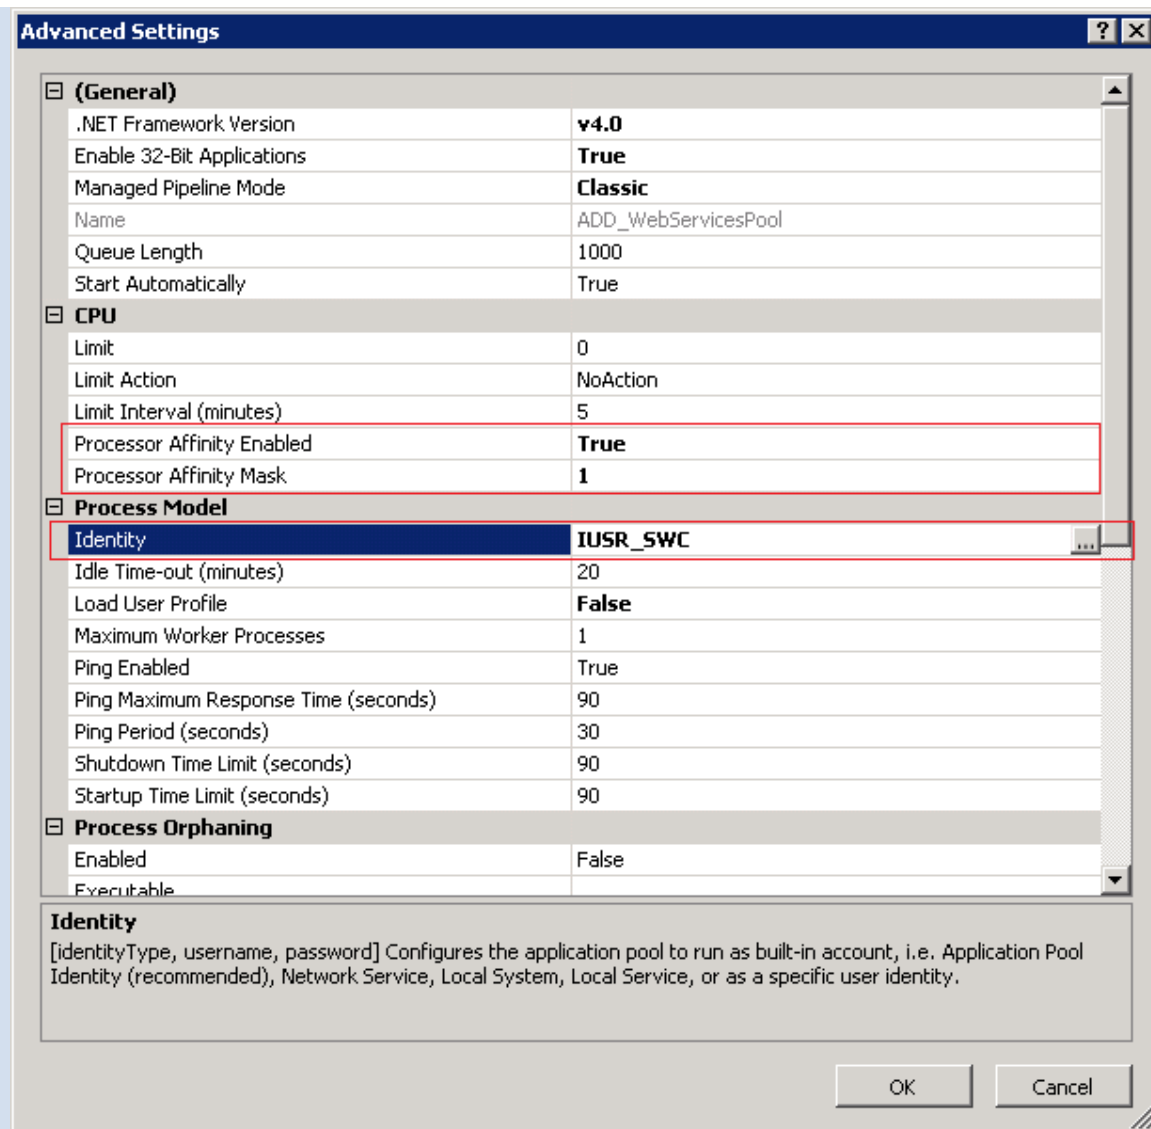 Advanced Settings
(General)
.NET Framework Version v4.0
Enable 32-Bit Applications True
Managed Pipeline Mode Classic
Name ADD_WebServicesPool
Queue Length 1000
Start Automatically True
CPU
Limit 0
Limit Action NoAction
Limit Interval (minutes) 5
Processor Affinity Enabled True
Processor Affinity Mask 1
Process Model
Identity IUSR_SWC ...
Idle Time-out (minutes) 20
Load User Profile False
Maximum Worker Processes 1
Ping Enabled True
Ping Maximum Response Time (seconds) 90
Ping Period (seconds) 30
Shutdown Time Limit (seconds) 90
Startup Time Limit (seconds) 90
Process Orphaning
Enabled False
Executable
Identity
[identityType, username, password] Configures the application pool to run as built-in account, i.e. Application Pool
Identity (recommended), Network Service, Local System, Local Service, or as a specific user identity.
OK Cancel